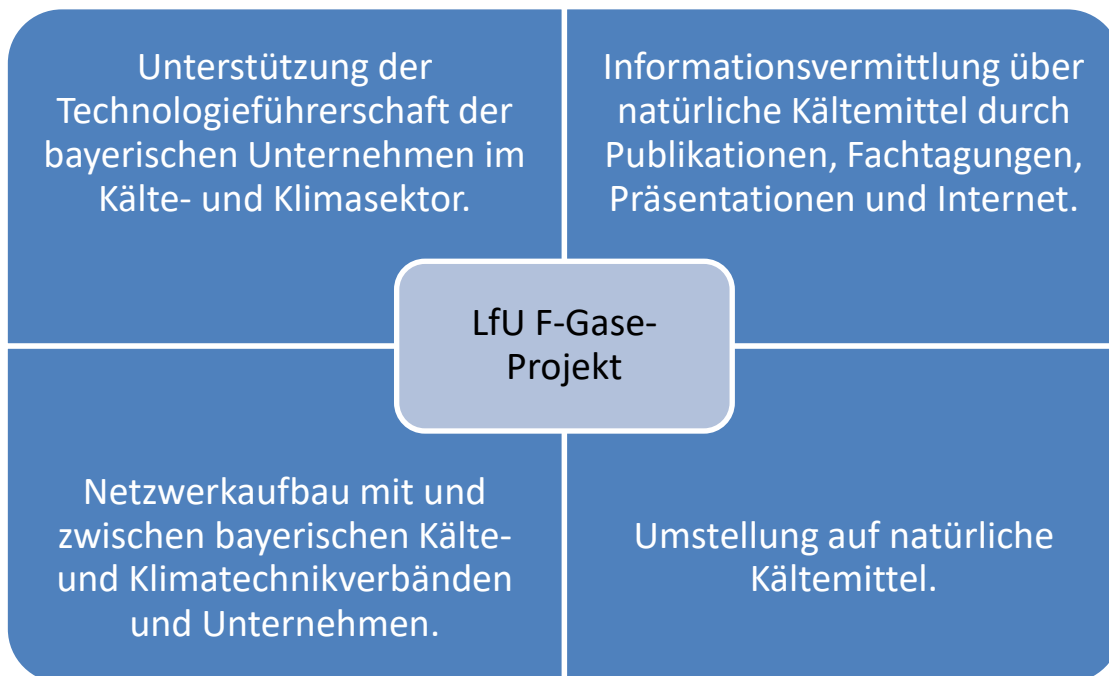 Unterstützung der
Technologieführerschaft der
bayerischen Unternehmen im
Kälte- und Klimasektor.
Informationsvermittlung über
natürliche Kältemittel durch
Publikationen, Fachtagungen,
Präsentationen und Internet.
LfU F-Gase-
Projekt
Netzwerkaufbau mit und
zwischen bayerischen Kälte-
und Klimatechnikverbänden
und Unternehmen.
Umstellung auf natürliche
Kältemittel.